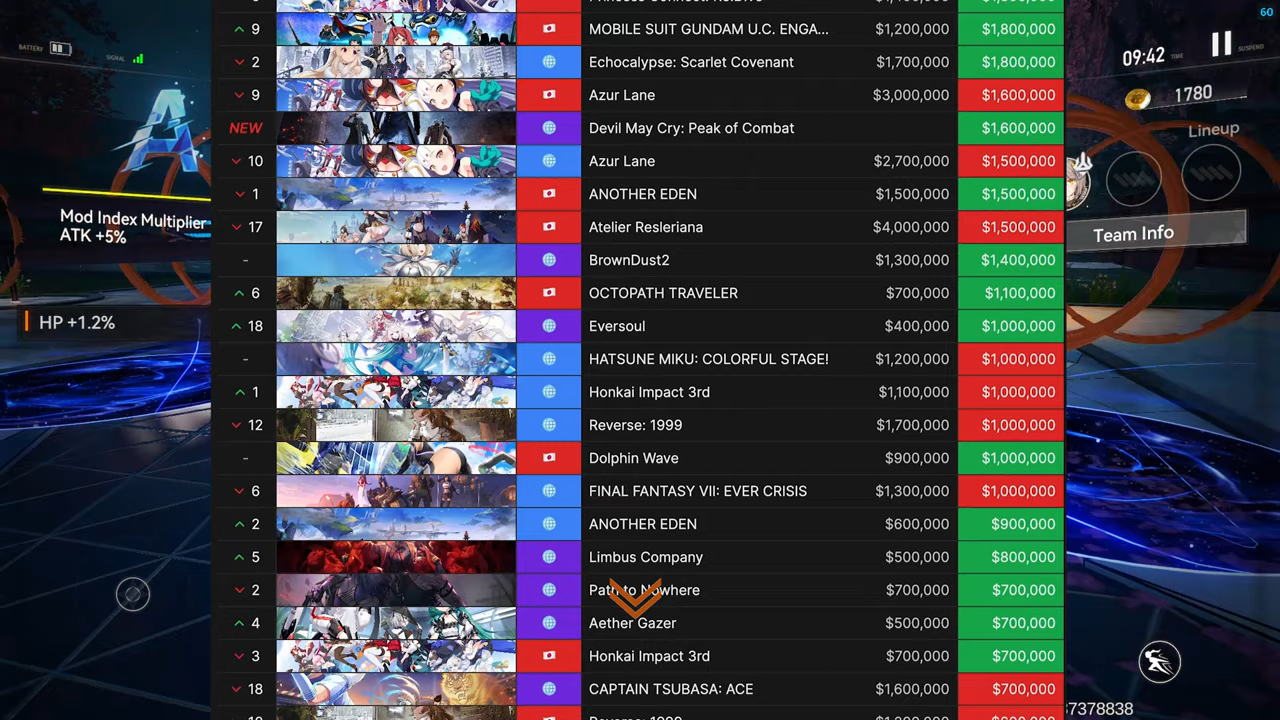 60
BATTERY
SIGNAL
09:42 TIME
SUSPEND
1780
Lineup
Team Info
Mod Index Multiplier
ATK +5%
HP +1.2%
9 MOBILE SUIT GUNDAM U.C. ENGA... $1,200,000 $1,800,000
2 Echocalypse: Scarlet Covenant $1,700,000 $1,800,000
9 Azur Lane $3,000,000 $1,600,000
NEW Devil May Cry: Peak of Combat $1,600,000
10 Azur Lane $2,700,000 $1,500,000
1 ANOTHER EDEN $1,500,000 $1,500,000
17 Atelier Resleriana $4,000,000 $1,500,000
- BrownDust2 $1,300,000 $1,400,000
6 OCTOPATH TRAVELER $700,000 $1,100,000
18 Eversoul $400,000 $1,000,000
- HATSUNE MIKU: COLORFUL STAGE! $1,200,000 $1,000,000
1 Honkai Impact 3rd $1,100,000 $1,000,000
12 Reverse: 1999 $1,700,000 $1,000,000
- Dolphin Wave $900,000 $1,000,000
6 FINAL FANTASY VII: EVER CRISIS $1,300,000 $1,000,000
2 ANOTHER EDEN $600,000 $900,000
5 Limbus Company $500,000 $800,000
2 Path to Nowhere $700,000 $700,000
4 Aether Gazer $500,000 $700,000
3 Honkai Impact 3rd $700,000 $700,000
18 CAPTAIN TSUBASA: ACE $1,600,000 $700,000
37378838